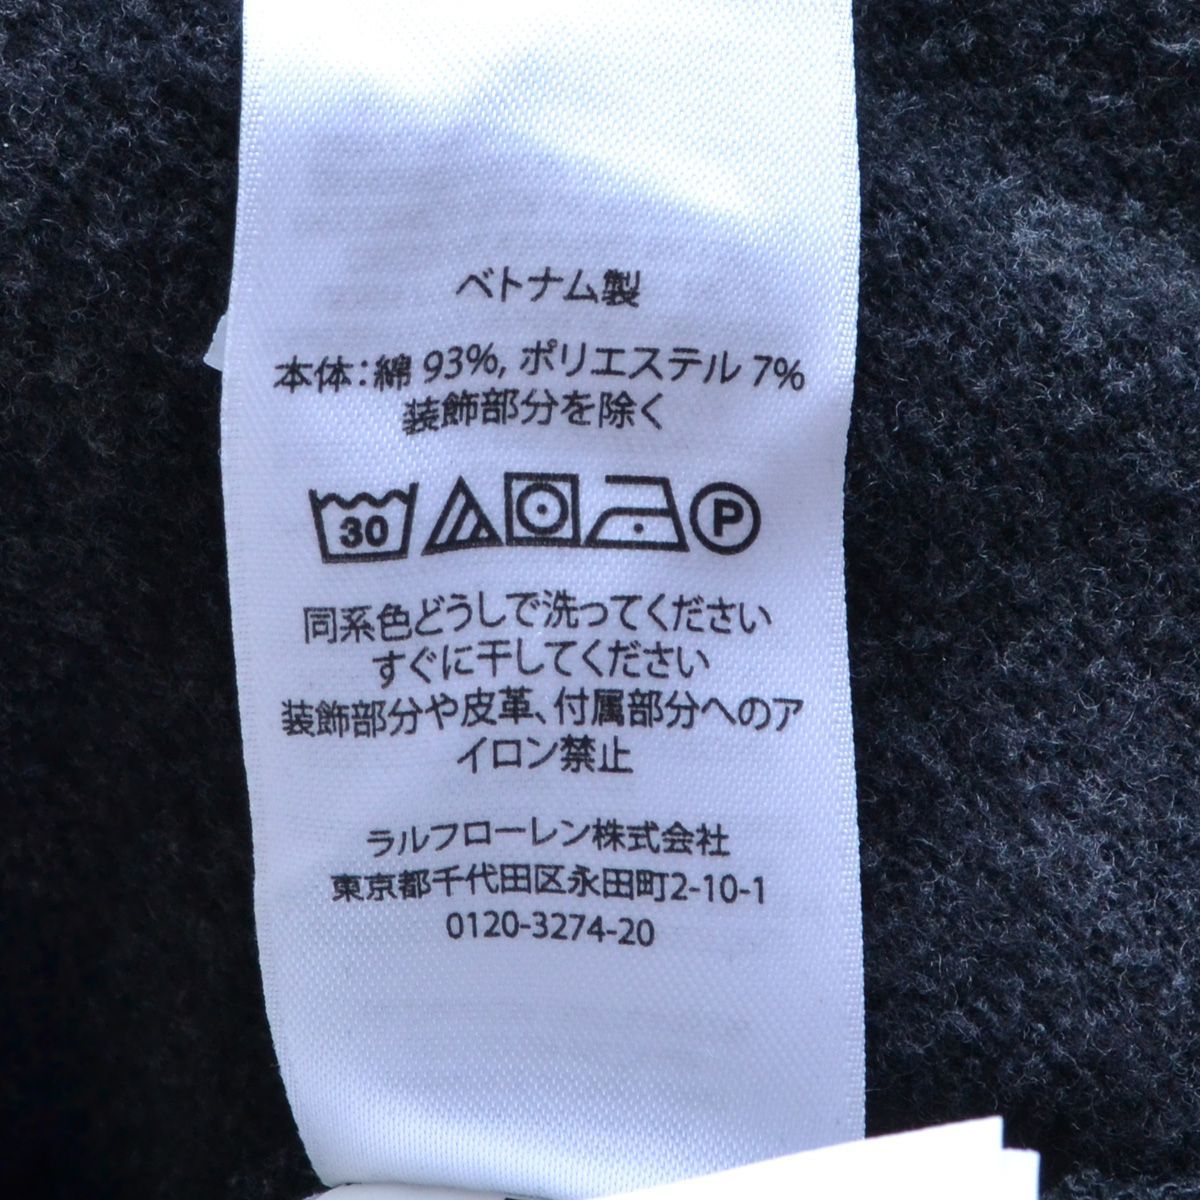 ベトナム製
本体：綿 93%, ポリエステル 7%
装飾部分を除く
30 P
同系色どうしで洗ってください
すぐに干してください
装飾部分や皮革、付属部分へのア
イロン禁止
ラルフローレン株式会社
東京都千代田区永田町2-10-1
0120-3274-20